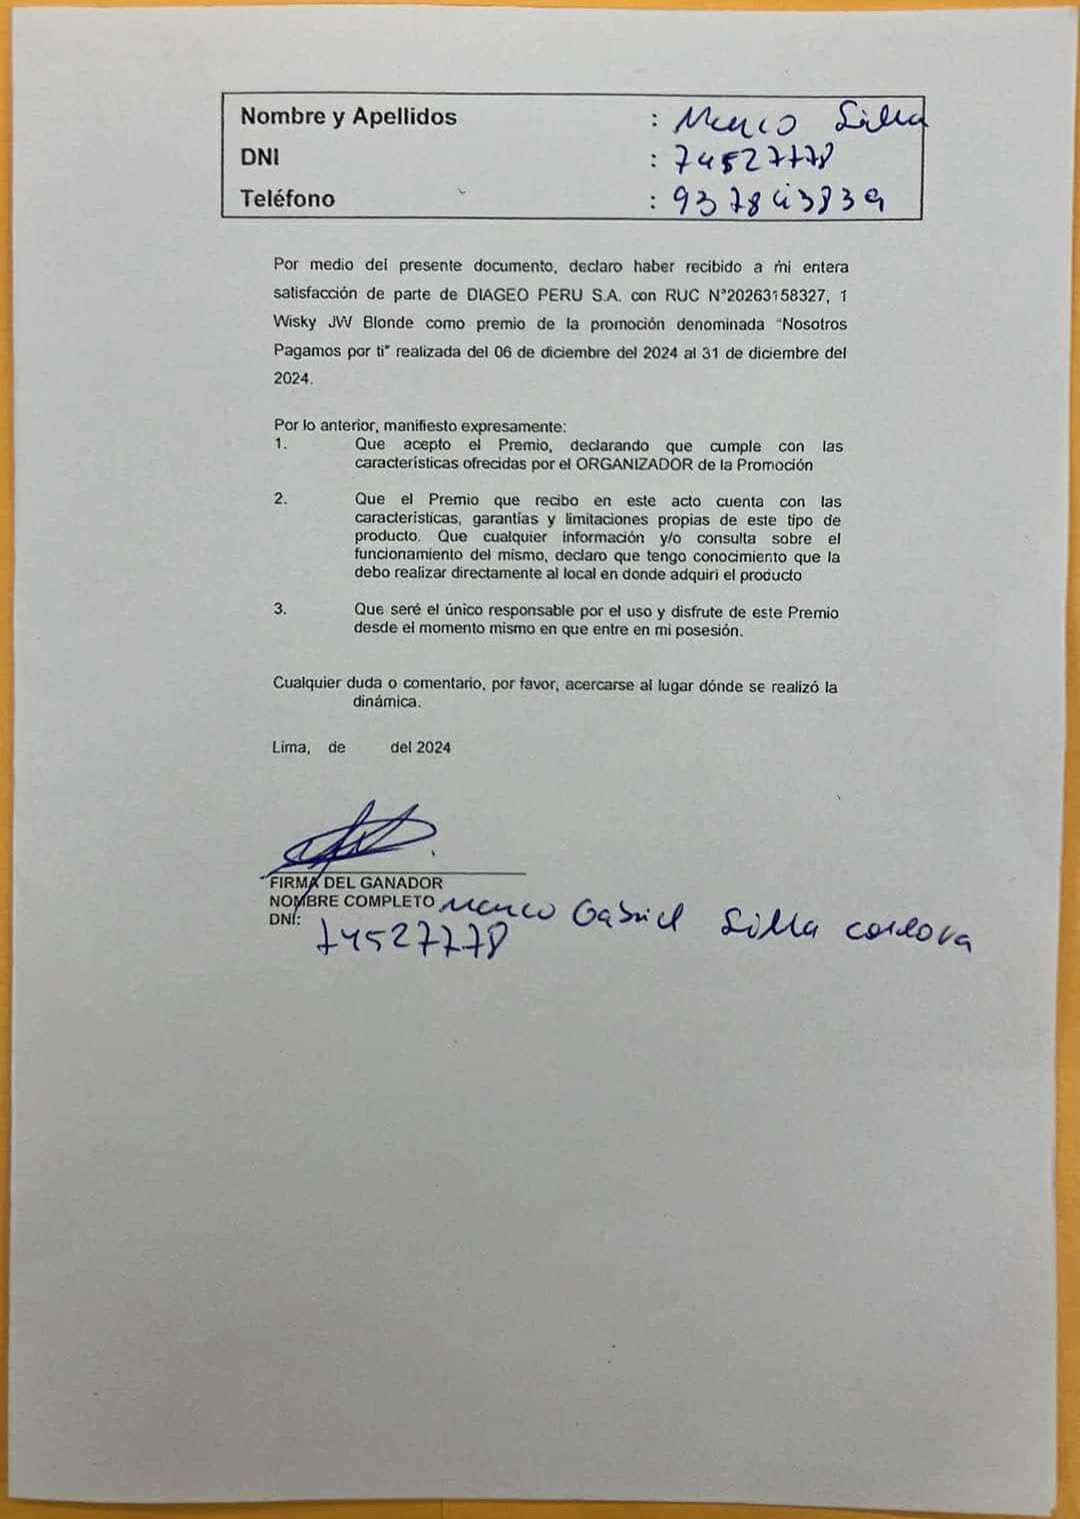 Nombre y Apellidos : Marco Silla
DNI : 74527778
Teléfono : 937843839
Por medio del presente documento, declaro haber recibido a mi entera
satisfacción de parte de DIAGEO PERU S.A. con RUC N°20263158327, 1
Wisky JW Blonde como premio de la promoción denominada "Nosotros
Pagamos por ti" realizada del 06 de diciembre del 2024 al 31 de diciembre del
2024.
Por lo anterior, manifiesto expresamente:
1. Que acepto el Premio, declarando que cumple con las
características ofrecidas por el ORGANIZADOR de la Promoción
2. Que el Premio que recibo en este acto cuenta con las
características, garantías y limitaciones propias de este tipo de
producto. Que cualquier información y/o consulta sobre el
funcionamiento del mismo, declaro que tengo conocimiento que la
debo realizar directamente al local en donde adquirí el producto
3. Que seré el único responsable por el uso y disfrute de este Premio
desde el momento mismo en que entre en mi posesión.
Cualquier duda o comentario, por favor, acercarse al lugar dónde se realizó la
dinámica.
Lima, de del 2024
FIRMA DEL GANADOR
NOMBRE COMPLETO Marco Gabriel Silla Cordova
DNI: 74527778